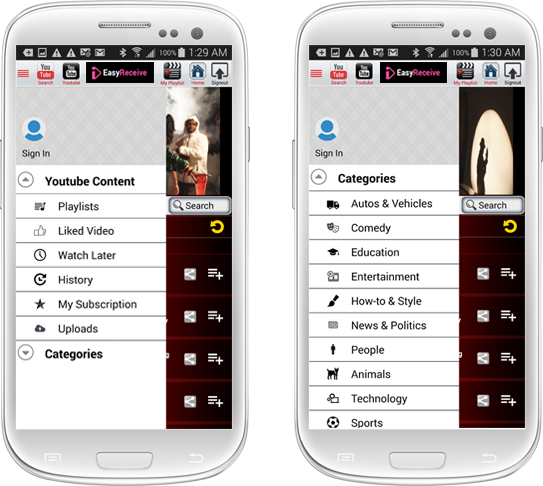 100% 1:29 AM
You Tube Search
You Tube Youtube
EasyReceive
My Playlist
Home
Signout
Sign In
Youtube Content
Playlists
Liked Video
Watch Later
History
My Subscription
Uploads
Categories
Search
100% 1:30 AM
You Tube Search
You Tube Youtube
EasyReceive
My Playlist
Home
Signout
Sign In
Categories
Autos & Vehicles
Comedy
Education
Entertainment
How-to & Style
News & Politics
People
Animals
Technology
Sports
Search